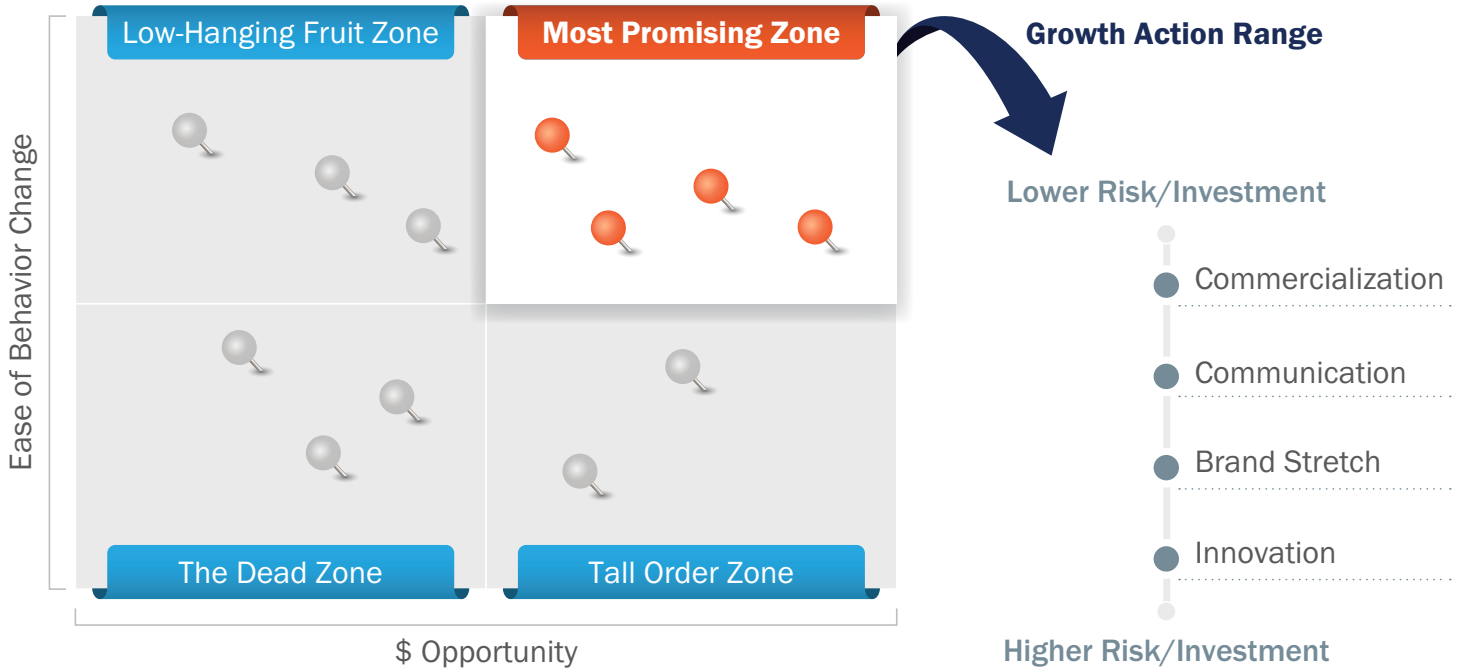 Low-Hanging Fruit Zone
Most Promising Zone
Growth Action Range
Ease of Behavior Change
Lower Risk/Investment
Commercialization
Communication
Brand Stretch
Innovation
The Dead Zone
Tall Order Zone
$ Opportunity
Higher Risk/Investment